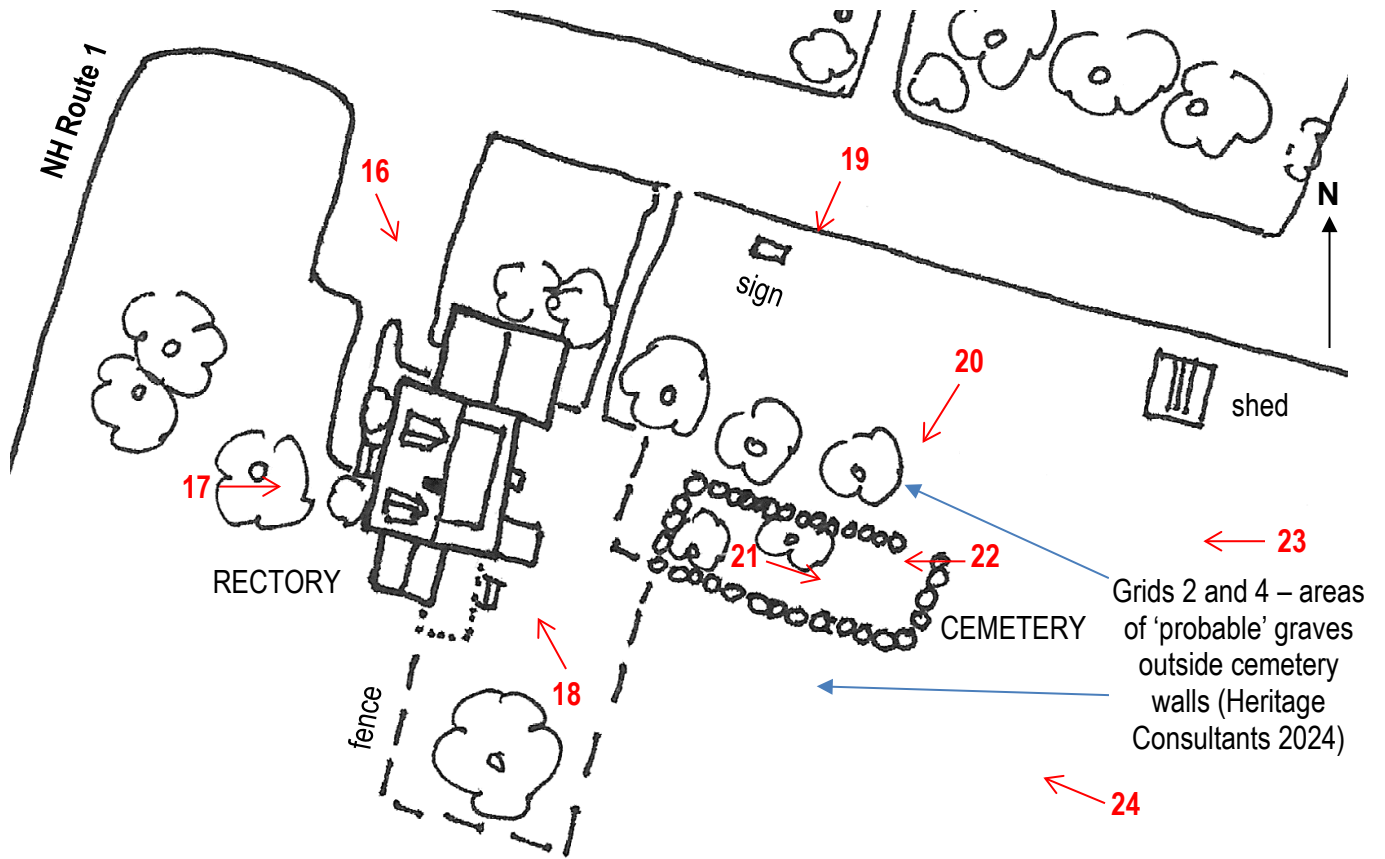 NH Route 1
16
19
N
sign
20
shed
17
21
22
23
RECTORY
Grids 2 and 4 – areas
of ‘probable’ graves
outside cemetery
walls (Heritage
Consultants 2024)
CEMETERY
18
fence
24